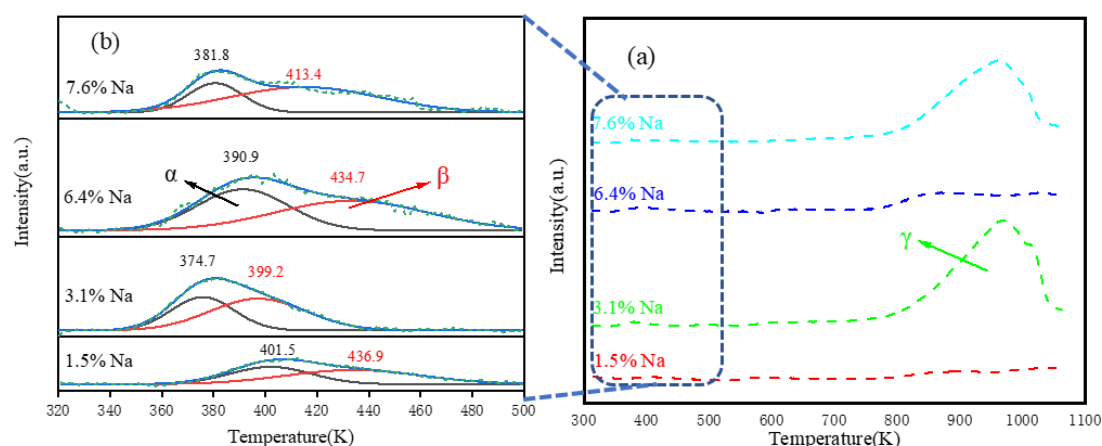 (b)
381.8
413.4
7.6% Na
390.9
434.7
α
β
6.4% Na
374.7
399.2
3.1% Na
401.5
436.9
1.5% Na
Intensity(a.u.)
320 340 360 380 400 420 440 460 480 500
Temperature(K)
(a)
7.6% Na
6.4% Na
γ
3.1% Na
1.5% Na
Intensity(a.u.)
300 400 500 600 700 800 900 1000 1100
Temperature(K)